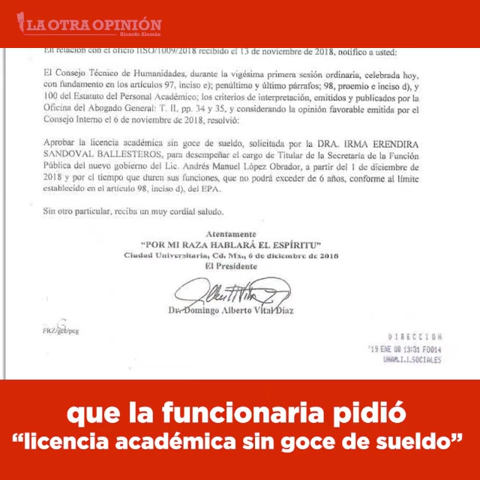 LA OTRA OPINIÓN
Ricardo Alemán
En relación con el oficio IISO/1009/2018 recibido el 13 de noviembre de 2018, notifico a usted:
El Consejo Técnico de Humanidades, durante la vigésima primera sesión ordinaria, celebrada hoy,
con fundamento en los artículos 97, inciso c); penúltimo y último párrafos; 98, proemio e inciso d), y
100 del Estatuto del Personal Académico; los criterios de interpretación, emitidos y publicados por la
Oficina del Abogado General: T. II, pp. 34 y 35, y considerando la opinión favorable emitida por el
Consejo Interno el 6 de noviembre de 2018, resolvió:
Aprobar la licencia académica sin goce de sueldo, solicitada por la DRA. IRMA ERENDIRA
SANDOVAL BALLESTEROS, para desempeñar el cargo de Titular de la Secretaría de la Función
Pública del nuevo gobierno del Lic. Andrés Manuel López Obrador, a partir del 1 de diciembre de
2018 y por el tiempo que duren sus funciones, que no podrá exceder de 6 años, conforme al límite
establecido en el artículo 98, inciso d), del EPA.
Sin otro particular, reciba un muy cordial saludo.
Atentamente
"POR MI RAZA HABLARÁ EL ESPÍRITU"
Ciudad Universitaria, Cd. Mx., 6 de diciembre de 2018
El Presidente
Dr. Domingo Alberto Vital Díaz
DIRECCION
'19 ENE 08 13:31 F0014
UNAM.I.I.SOCIALES
que la funcionaria pidió
“licencia académica sin goce de sueldo”